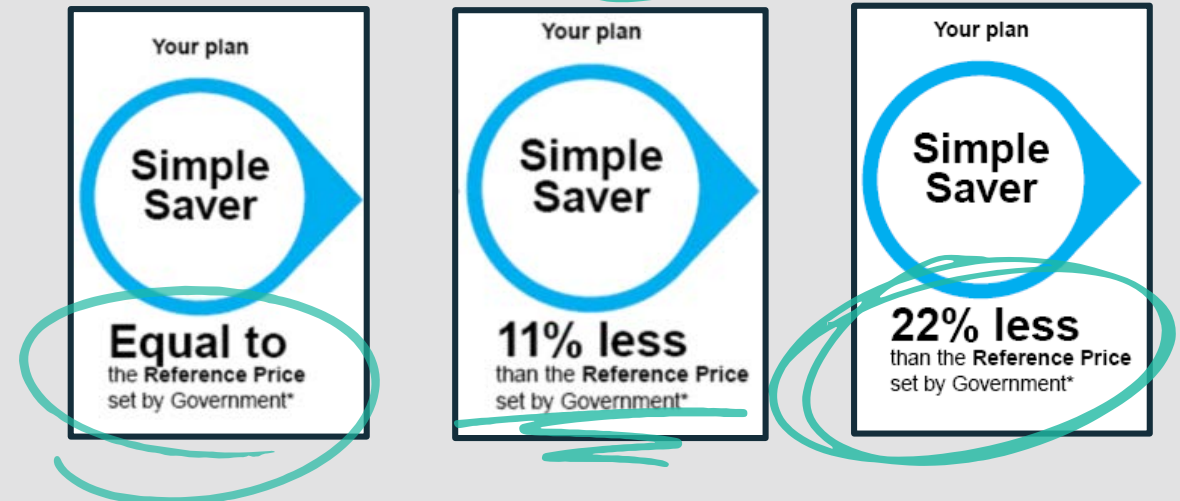 Your plan
Simple
Saver
Equal to
the Reference Price
set by Government*
Your plan
Simple
Saver
11% less
than the Reference Price
set by Government*
Your plan
Simple
Saver
22% less
than the Reference Price
set by Government*